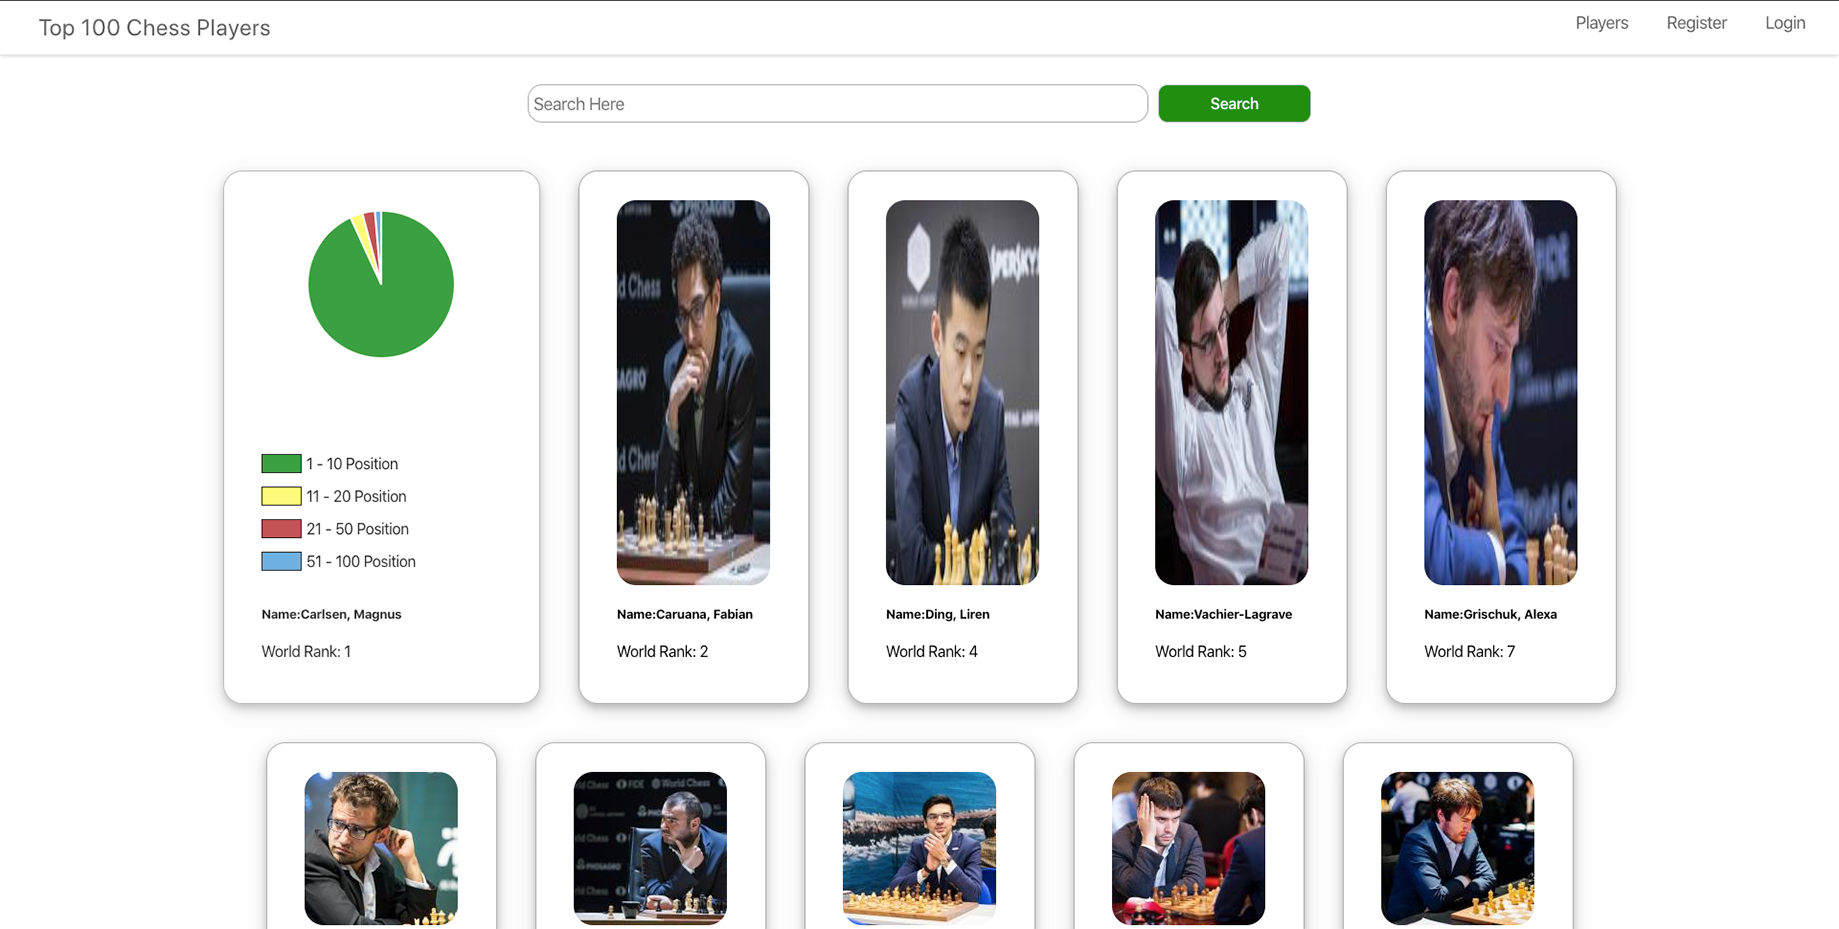 Top 100 Chess Players
Players
Register
Login
Search Here
Search
1 - 10 Position
11 - 20 Position
21 - 50 Position
51 - 100 Position
Name:Carlsen, Magnus
World Rank: 1
Name:Caruana, Fabian
World Rank: 2
Name:Ding, Liren
World Rank: 4
Name:Vachier-Lagrave
World Rank: 5
Name:Grischuk, Alexa
World Rank: 7